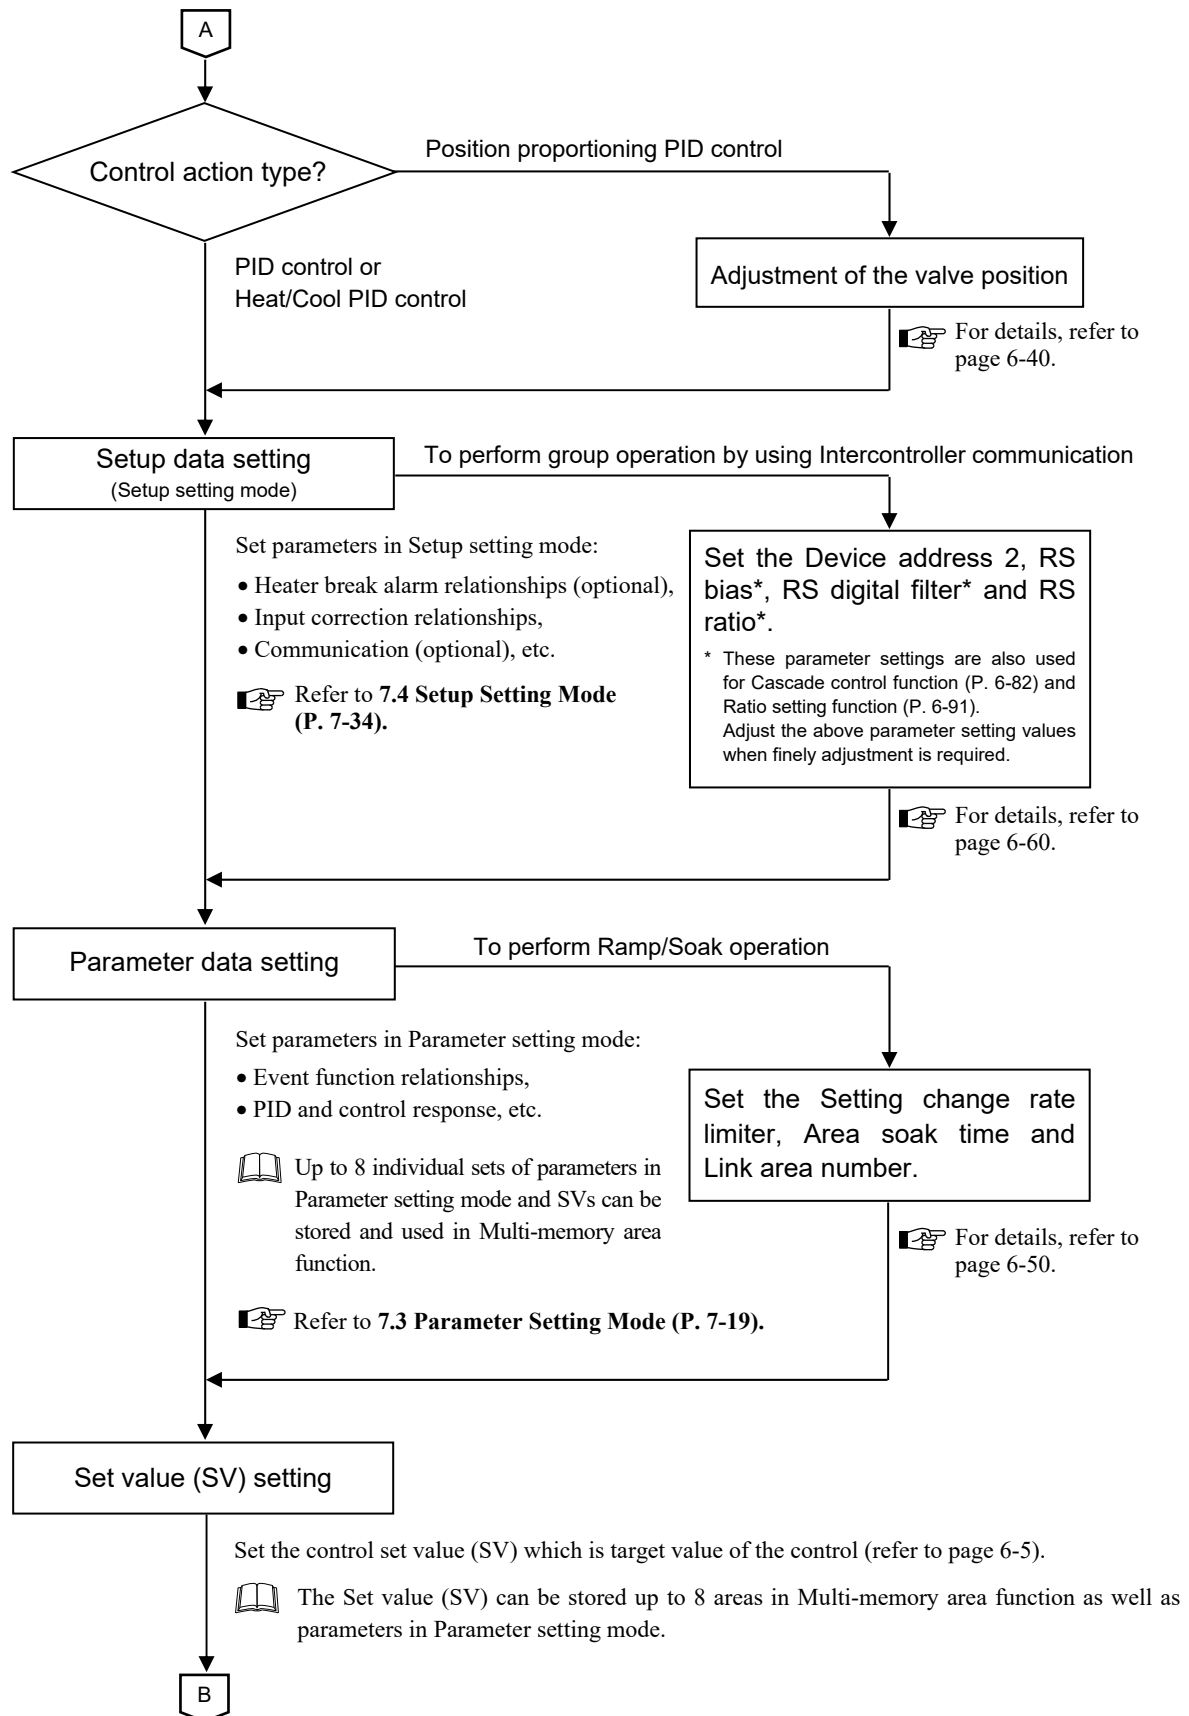 A
Control action type?
Position proportioning PID control
PID control or
Heat/Cool PID control
Adjustment of the valve position
For details, refer to
page 6-40.
Setup data setting
(Setup setting mode)
To perform group operation by using Intercontroller communication
Set parameters in Setup setting mode:
• Heater break alarm relationships (optional),
• Input correction relationships,
• Communication (optional), etc.
Refer to 7.4 Setup Setting Mode
(P. 7-34).
Set the Device address 2, RS
bias*, RS digital filter* and RS
ratio*.
* These parameter settings are also used
for Cascade control function (P. 6-82) and
Ratio setting function (P. 6-91).
Adjust the above parameter setting values
when finely adjustment is required.
For details, refer to
page 6-60.
Parameter data setting
To perform Ramp/Soak operation
Set parameters in Parameter setting mode:
• Event function relationships,
• PID and control response, etc.
Up to 8 individual sets of parameters in
Parameter setting mode and SVs can be
stored and used in Multi-memory area
function.
Refer to 7.3 Parameter Setting Mode (P. 7-19).
Set the Setting change rate
limiter, Area soak time and
Link area number.
For details, refer to
page 6-50.
Set value (SV) setting
Set the control set value (SV) which is target value of the control (refer to page 6-5).
The Set value (SV) can be stored up to 8 areas in Multi-memory area function as well as
parameters in Parameter setting mode.
B